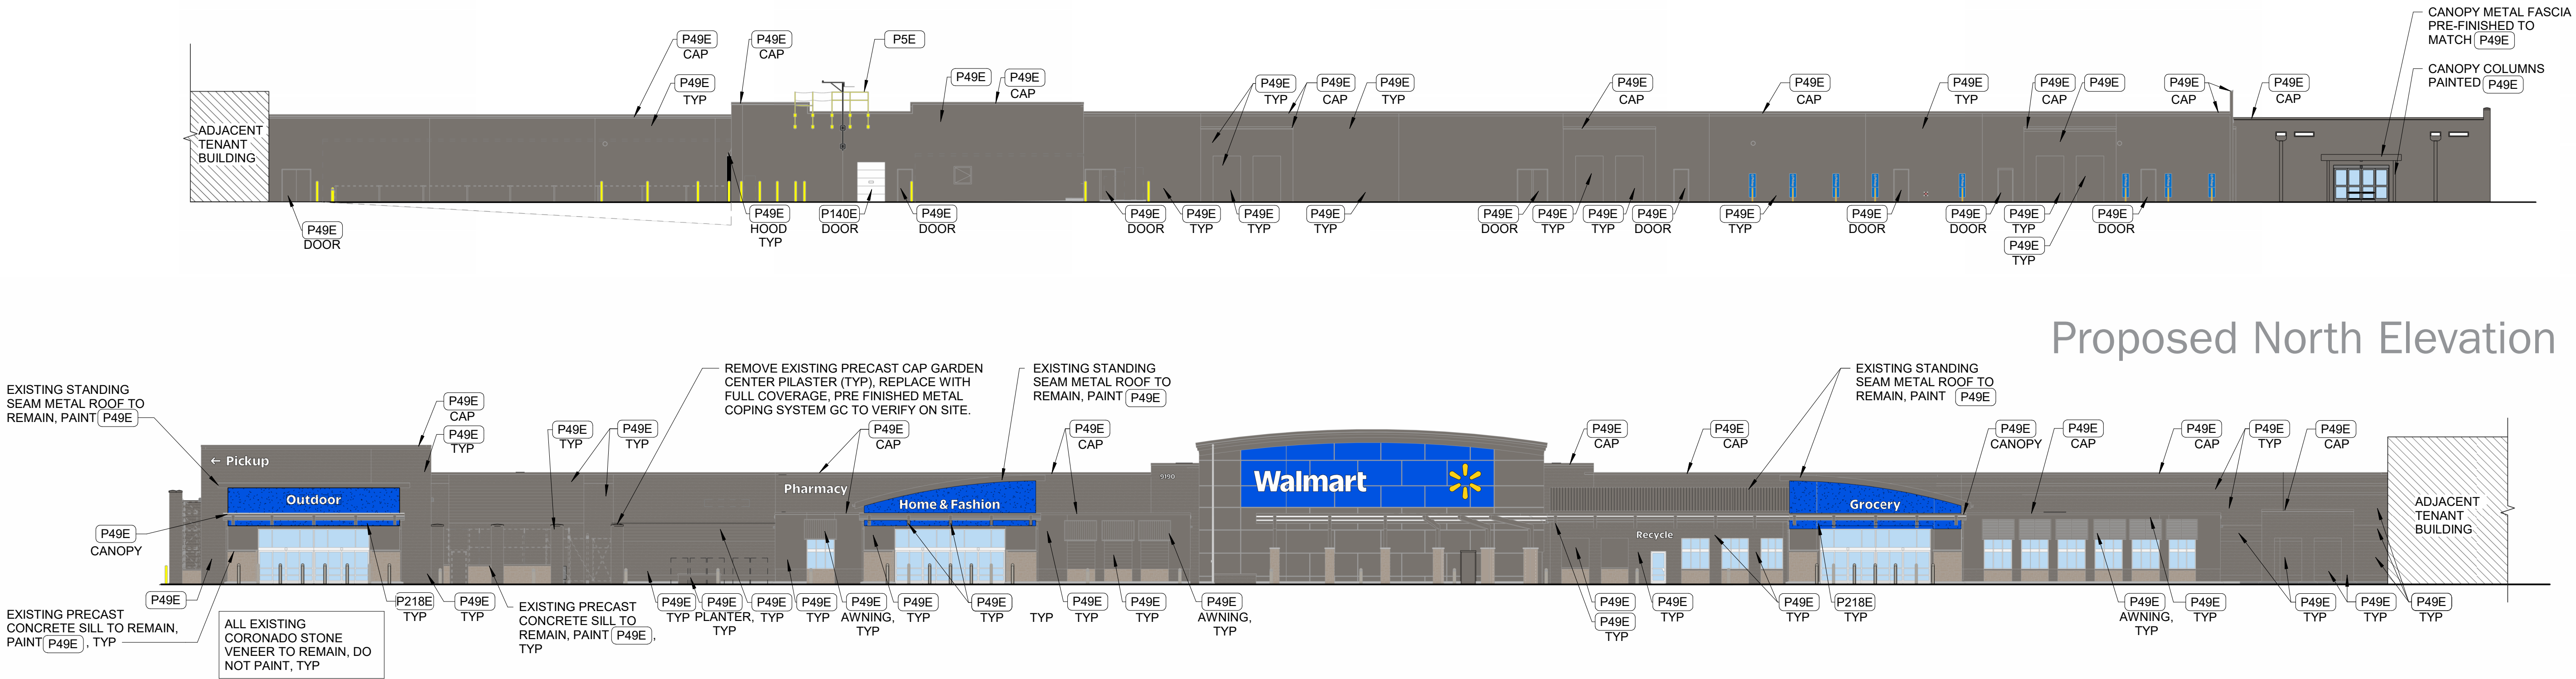 CANOPY METAL FASCIA
PRE-FINISHED TO
MATCH P49E
CANOPY COLUMNS
PAINTED P49E
P49E
CAP
P49E
CAP
P5E
P49E
TYP
P49E
P49E
CAP
P49E
TYP
P49E
CAP
P49E
TYP
P49E
CAP
P49E
CAP
P49E
TYP
P49E
CAP
P49E
P49E
CAP
P49E
CAP
ADJACENT
TENANT
BUILDING
P49E
DOOR
P49E
HOOD
TYP
P140E
DOOR
P49E
DOOR
P49E
DOOR
P49E
TYP
P49E
TYP
P49E
TYP
P49E
DOOR
P49E
TYP
P49E
TYP
P49E
DOOR
P49E
TYP
P49E
DOOR
P49E
DOOR
P49E
TYP
P49E
TYP
P49E
DOOR
Proposed North Elevation
EXISTING STANDING
SEAM METAL ROOF TO
REMAIN, PAINT P49E
P49E
CAP
P49E
TYP
P49E
TYP
P49E
TYP
REMOVE EXISTING PRECAST CAP GARDEN
CENTER PILASTER (TYP), REPLACE WITH
FULL COVERAGE, PRE FINISHED METAL
COPING SYSTEM GC TO VERIFY ON SITE.
P49E
CAP
EXISTING STANDING
SEAM METAL ROOF TO
REMAIN, PAINT P49E
P49E
CAP
P49E
CAP
P49E
CAP
EXISTING STANDING
SEAM METAL ROOF TO
REMAIN, PAINT P49E
P49E
CANOPY
P49E
CAP
P49E
CAP
P49E
TYP
P49E
CAP
← Pickup
Outdoor
Pharmacy
Home & Fashion
9190
Walmart
Recycle
Grocery
ADJACENT
TENANT
BUILDING
P49E
CANOPY
P49E
EXISTING PRECAST
CONCRETE SILL TO REMAIN,
PAINT P49E , TYP
ALL EXISTING
CORONADO STONE
VENEER TO REMAIN, DO
NOT PAINT, TYP
P218E
TYP
P49E
TYP
EXISTING PRECAST
CONCRETE SILL TO
REMAIN, PAINT P49E ,
TYP
P49E
TYP
P49E
PLANTER,
TYP
P49E
TYP
P49E
TYP
P49E
AWNING,
TYP
P49E
TYP
P49E
TYP
TYP
P49E
TYP
P49E
TYP
P49E
AWNING,
TYP
P49E
P49E
TYP
P49E
TYP
P49E
TYP
P218E
TYP
P49E
AWNING,
TYP
P49E
TYP
P49E
TYP
P49E
TYP
P49E
TYP